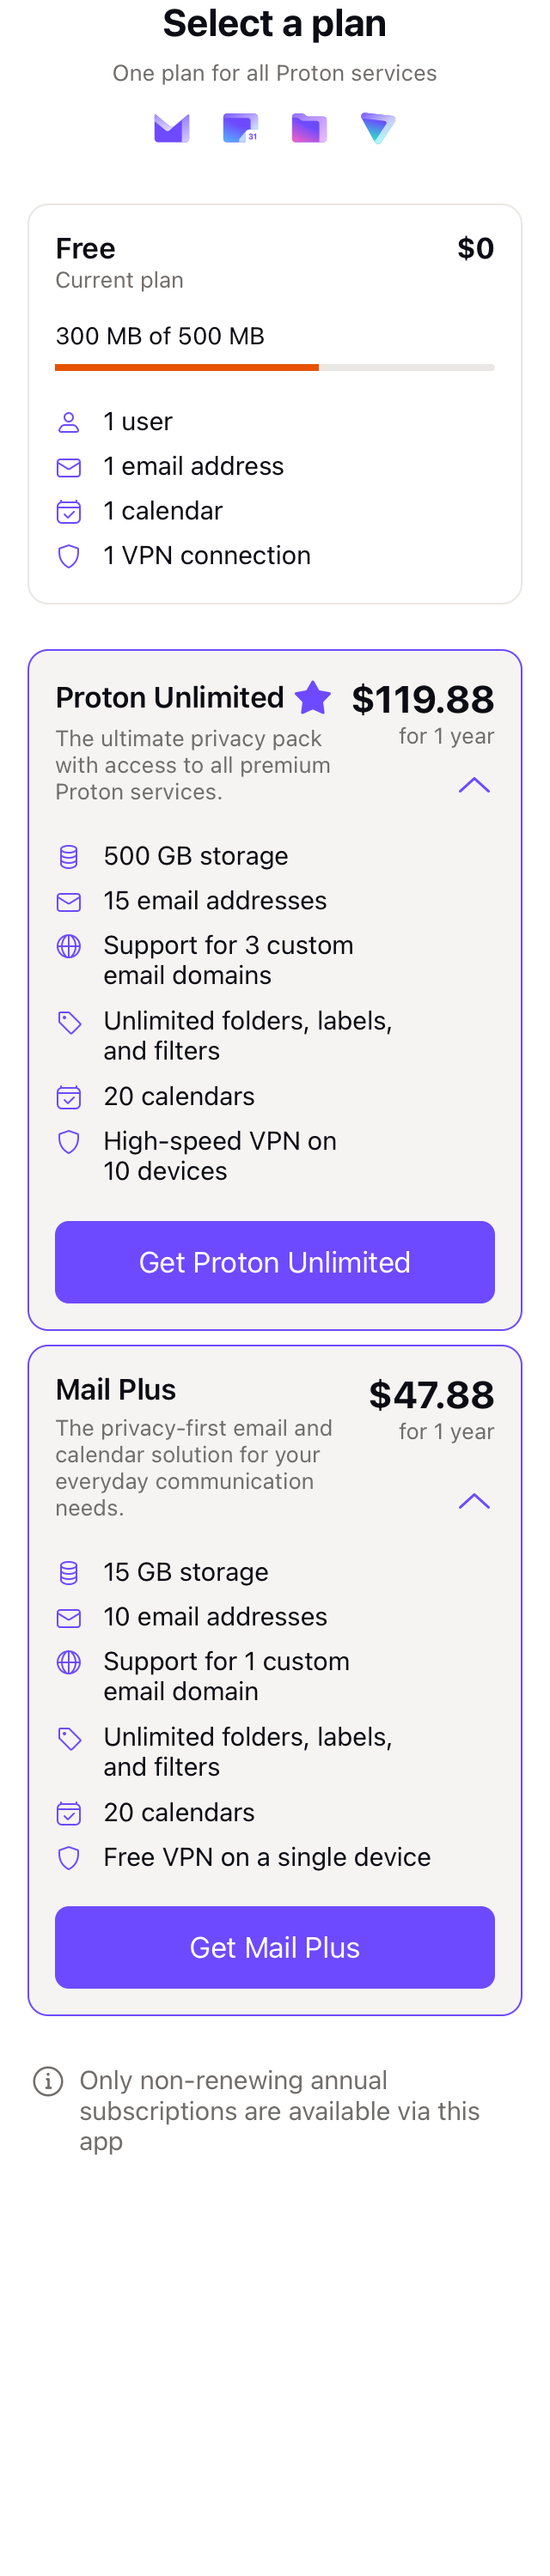 Select a plan
One plan for all Proton services
31
Free
$0
Current plan
300 MB of 500 MB
1 user
1 email address
1 calendar
1 VPN connection
Proton Unlimited
$119.88
for 1 year
The ultimate privacy pack
with access to all premium
Proton services.
500 GB storage
15 email addresses
Support for 3 custom
email domains
Unlimited folders, labels,
and filters
20 calendars
High-speed VPN on
10 devices
Get Proton Unlimited
Mail Plus
$47.88
for 1 year
The privacy-first email and
calendar solution for your
everyday communication
needs.
15 GB storage
10 email addresses
Support for 1 custom
email domain
Unlimited folders, labels,
and filters
20 calendars
Free VPN on a single device
Get Mail Plus
Only non-renewing annual
subscriptions are available via this
app